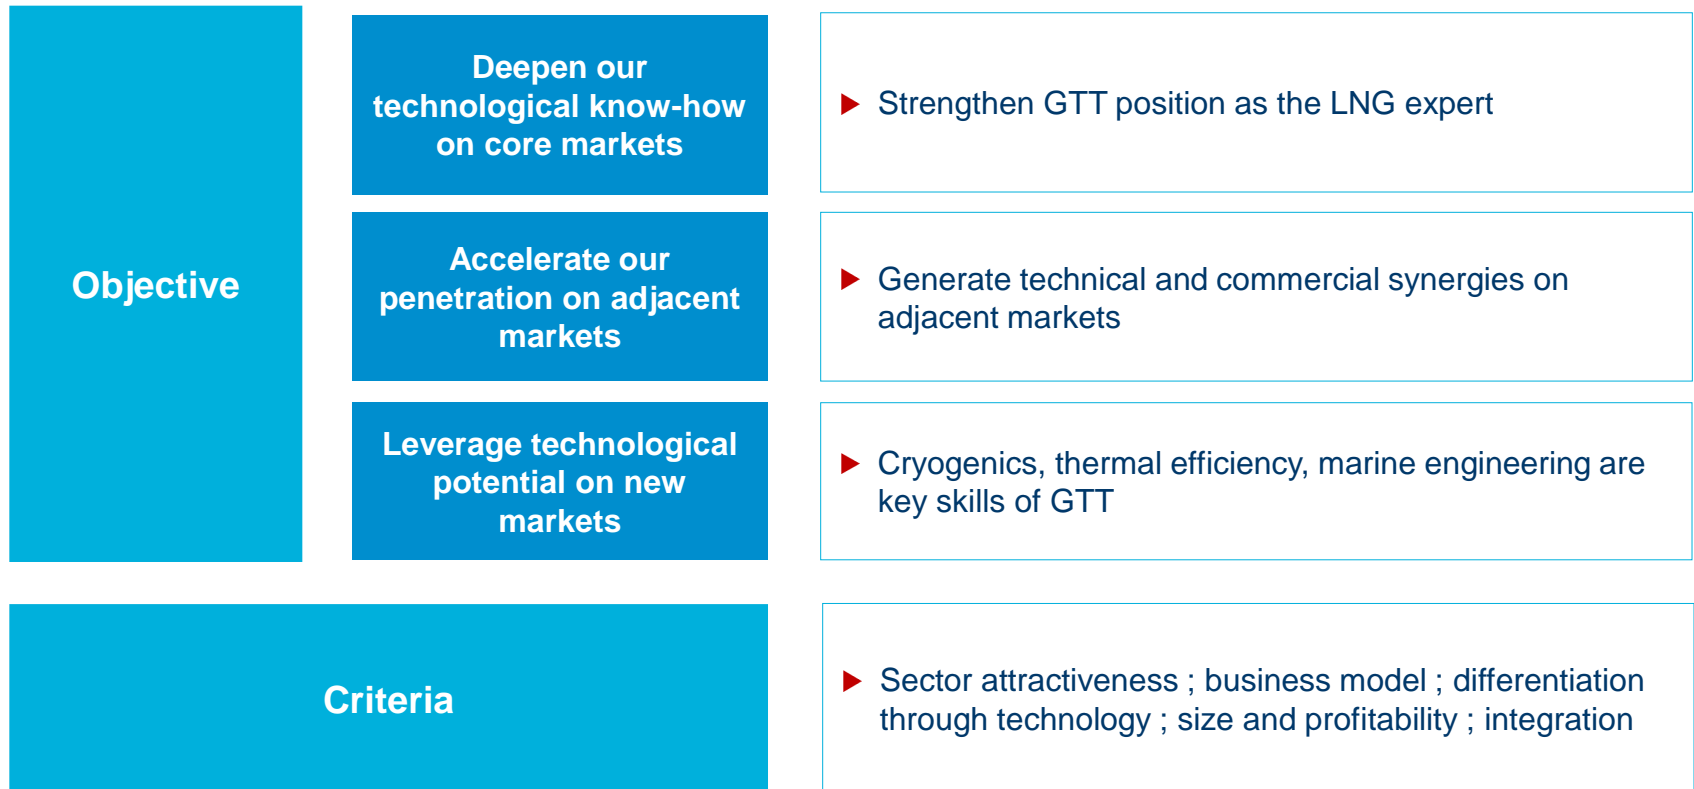 Objective
Deepen our
technological know-how
on core markets
Strengthen GTT position as the LNG expert
Accelerate our
penetration on adjacent
markets
Generate technical and commercial synergies on
adjacent markets
Leverage technological
potential on new
markets
Cryogenics, thermal efficiency, marine engineering are
key skills of GTT
Criteria
Sector attractiveness ; business model ; differentiation
through technology ; size and profitability ; integration